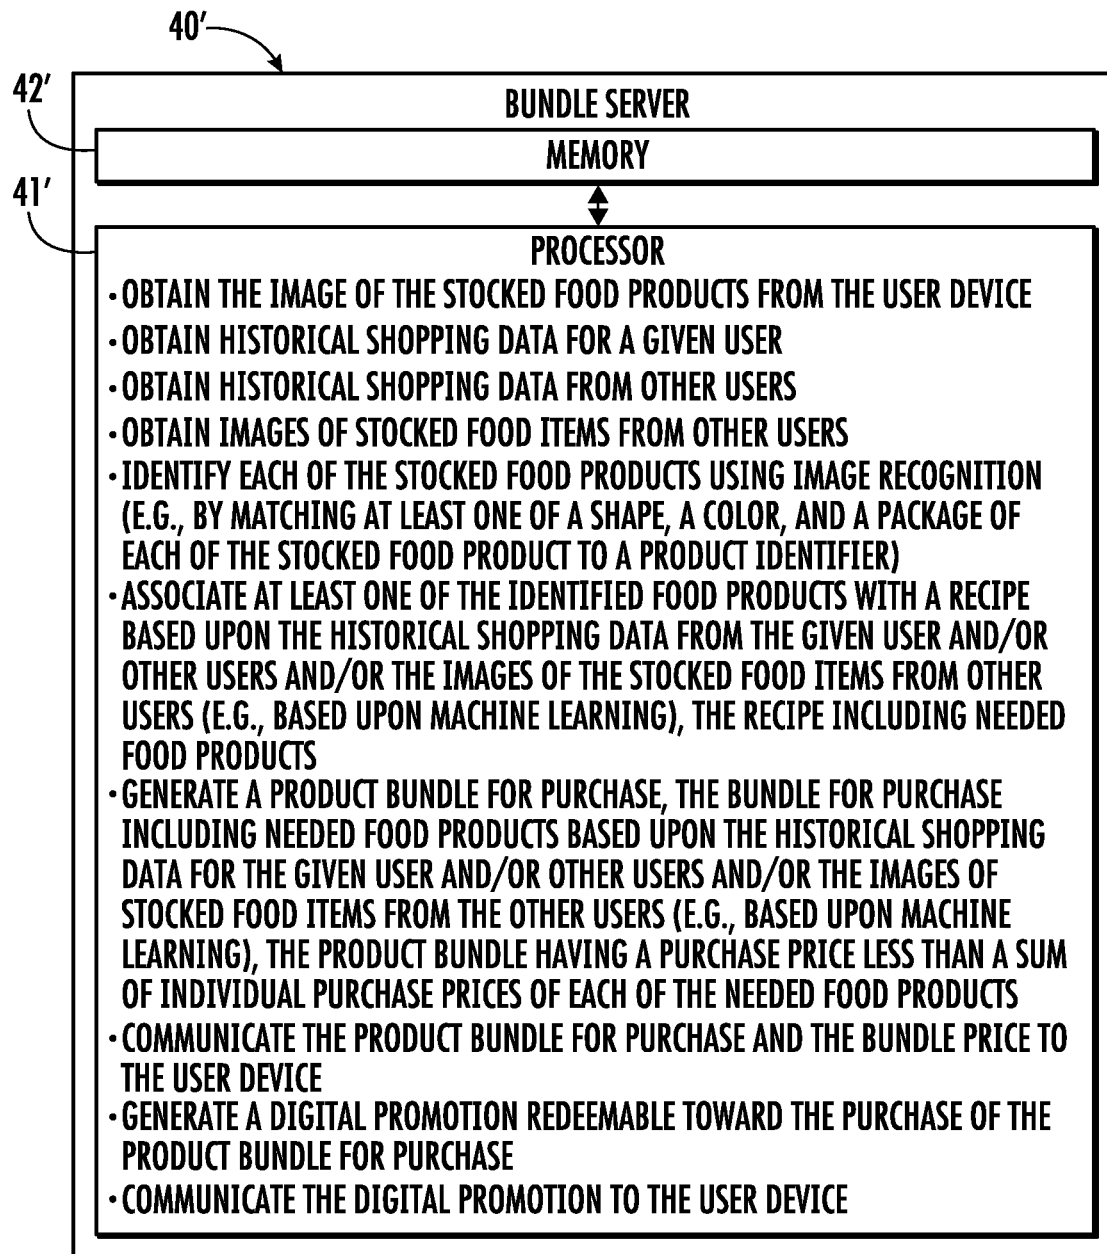 40'
42'
BUNDLE SERVER
MEMORY
41'
PROCESSOR
· OBTAIN THE IMAGE OF THE STOCKED FOOD PRODUCTS FROM THE USER DEVICE
· OBTAIN HISTORICAL SHOPPING DATA FOR A GIVEN USER
· OBTAIN HISTORICAL SHOPPING DATA FROM OTHER USERS
· OBTAIN IMAGES OF STOCKED FOOD ITEMS FROM OTHER USERS
· IDENTIFY EACH OF THE STOCKED FOOD PRODUCTS USING IMAGE RECOGNITION
(E.G., BY MATCHING AT LEAST ONE OF A SHAPE, A COLOR, AND A PACKAGE OF
EACH OF THE STOCKED FOOD PRODUCT TO A PRODUCT IDENTIFIER)
· ASSOCIATE AT LEAST ONE OF THE IDENTIFIED FOOD PRODUCTS WITH A RECIPE
BASED UPON THE HISTORICAL SHOPPING DATA FROM THE GIVEN USER AND/OR
OTHER USERS AND/OR THE IMAGES OF THE STOCKED FOOD ITEMS FROM OTHER
USERS (E.G., BASED UPON MACHINE LEARNING), THE RECIPE INCLUDING NEEDED
FOOD PRODUCTS
· GENERATE A PRODUCT BUNDLE FOR PURCHASE, THE BUNDLE FOR PURCHASE
INCLUDING NEEDED FOOD PRODUCTS BASED UPON THE HISTORICAL SHOPPING
DATA FOR THE GIVEN USER AND/OR OTHER USERS AND/OR THE IMAGES OF
STOCKED FOOD ITEMS FROM THE OTHER USERS (E.G., BASED UPON MACHINE
LEARNING), THE PRODUCT BUNDLE HAVING A PURCHASE PRICE LESS THAN A SUM
OF INDIVIDUAL PURCHASE PRICES OF EACH OF THE NEEDED FOOD PRODUCTS
· COMMUNICATE THE PRODUCT BUNDLE FOR PURCHASE AND THE BUNDLE PRICE TO
THE USER DEVICE
· GENERATE A DIGITAL PROMOTION REDEEMABLE TOWARD THE PURCHASE OF THE
PRODUCT BUNDLE FOR PURCHASE
· COMMUNICATE THE DIGITAL PROMOTION TO THE USER DEVICE